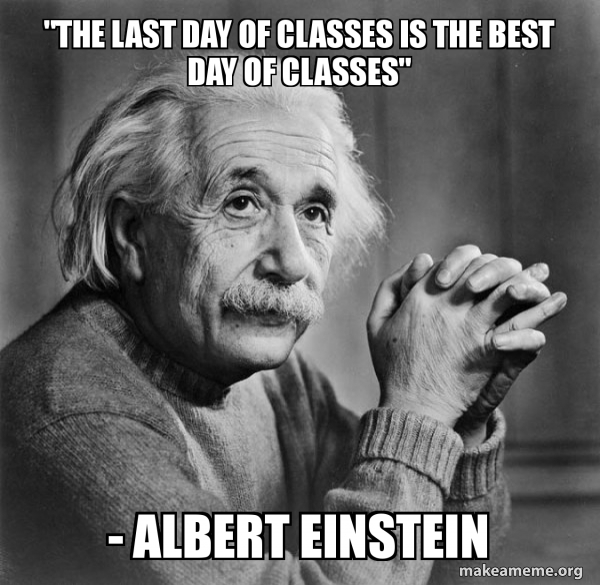 "THE LAST DAY OF CLASSES IS THE BEST
DAY OF CLASSES"
- ALBERT EINSTEIN
makeameme.org